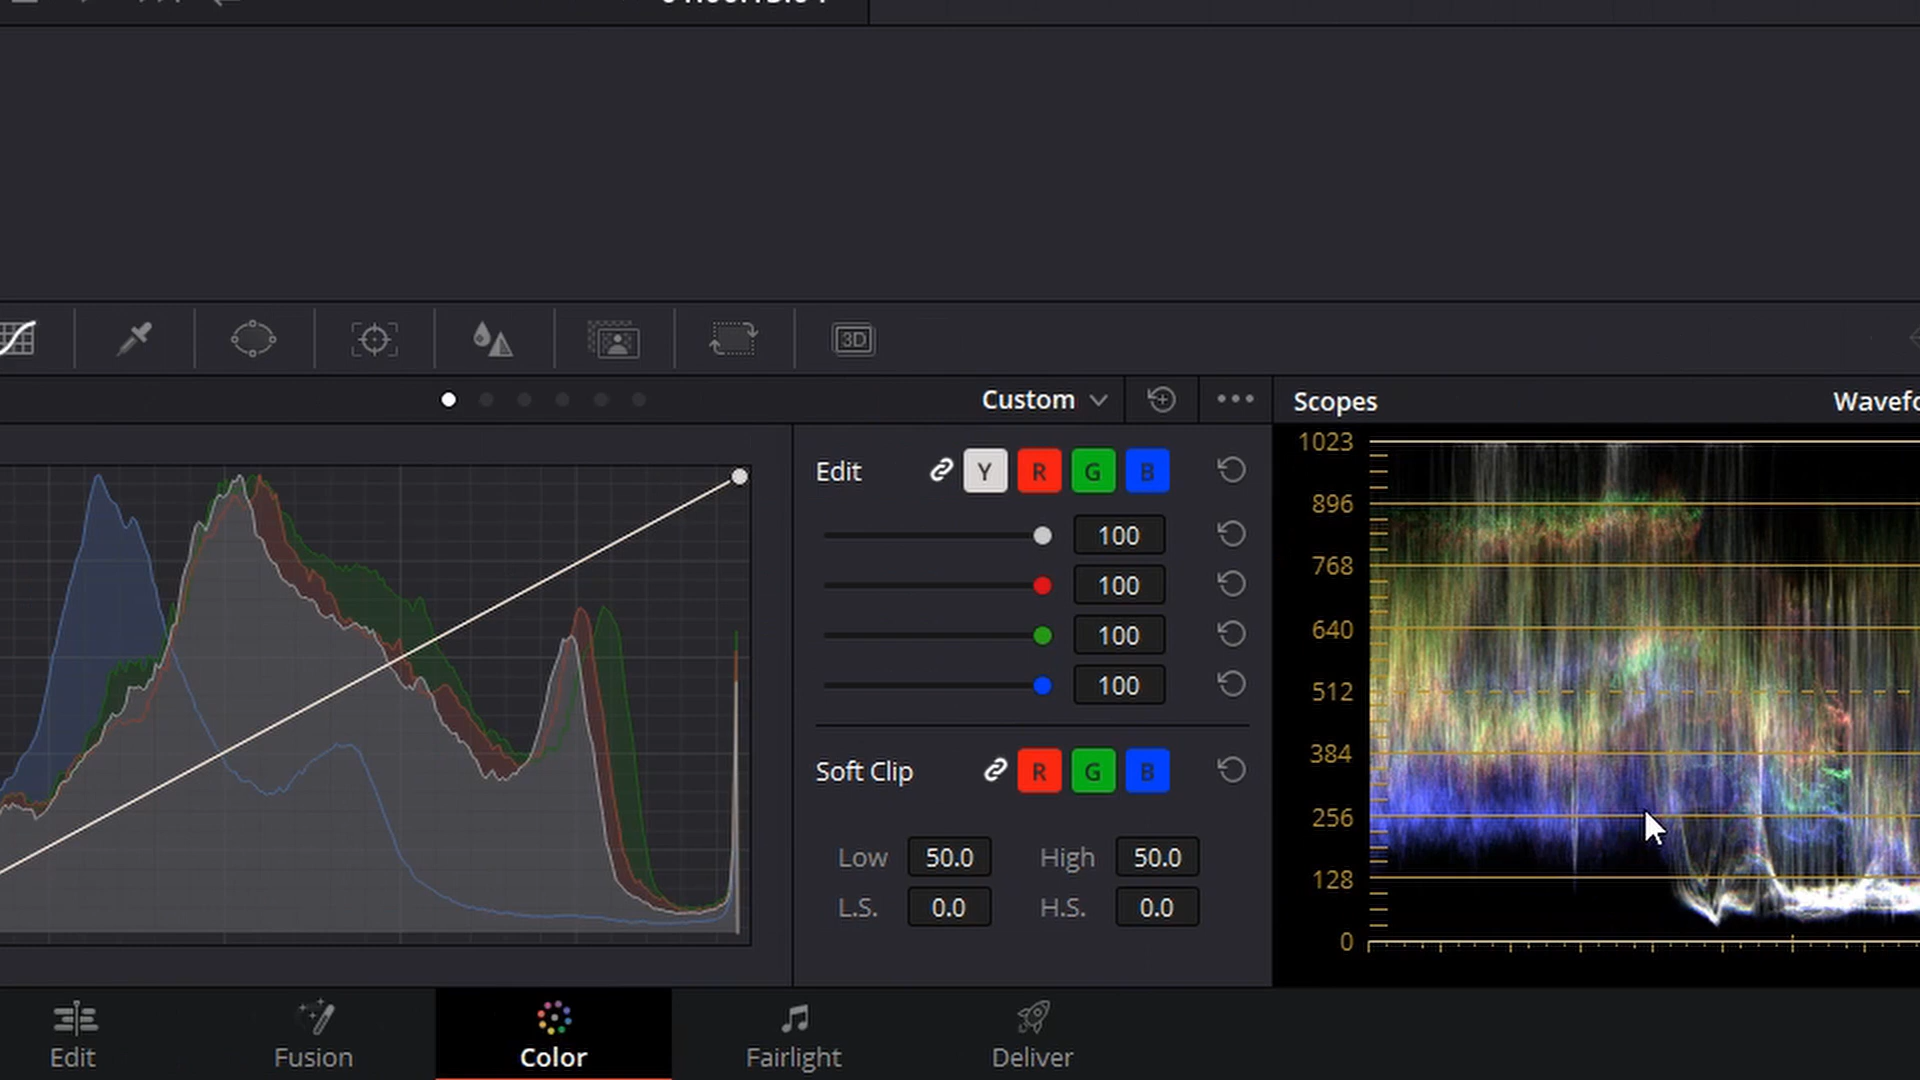 3D
Custom
Scopes
Edit
Y
R
G
B
100
100
100
100
Soft Clip
R
G
B
Low 50.0 High 50.0
L.S. 0.0 H.S. 0.0
1023
896
768
640
512
384
256
128
0
Edit
Fusion
Color
Fairlight
Deliver